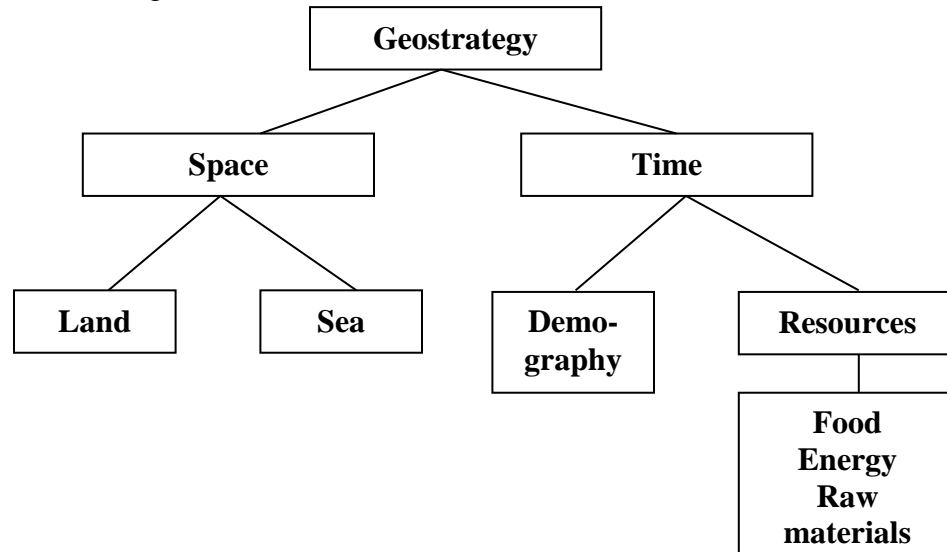 Geostrategy
Space
Time
Land
Sea
Demo-
graphy
Resources
Food
Energy
Raw
materials